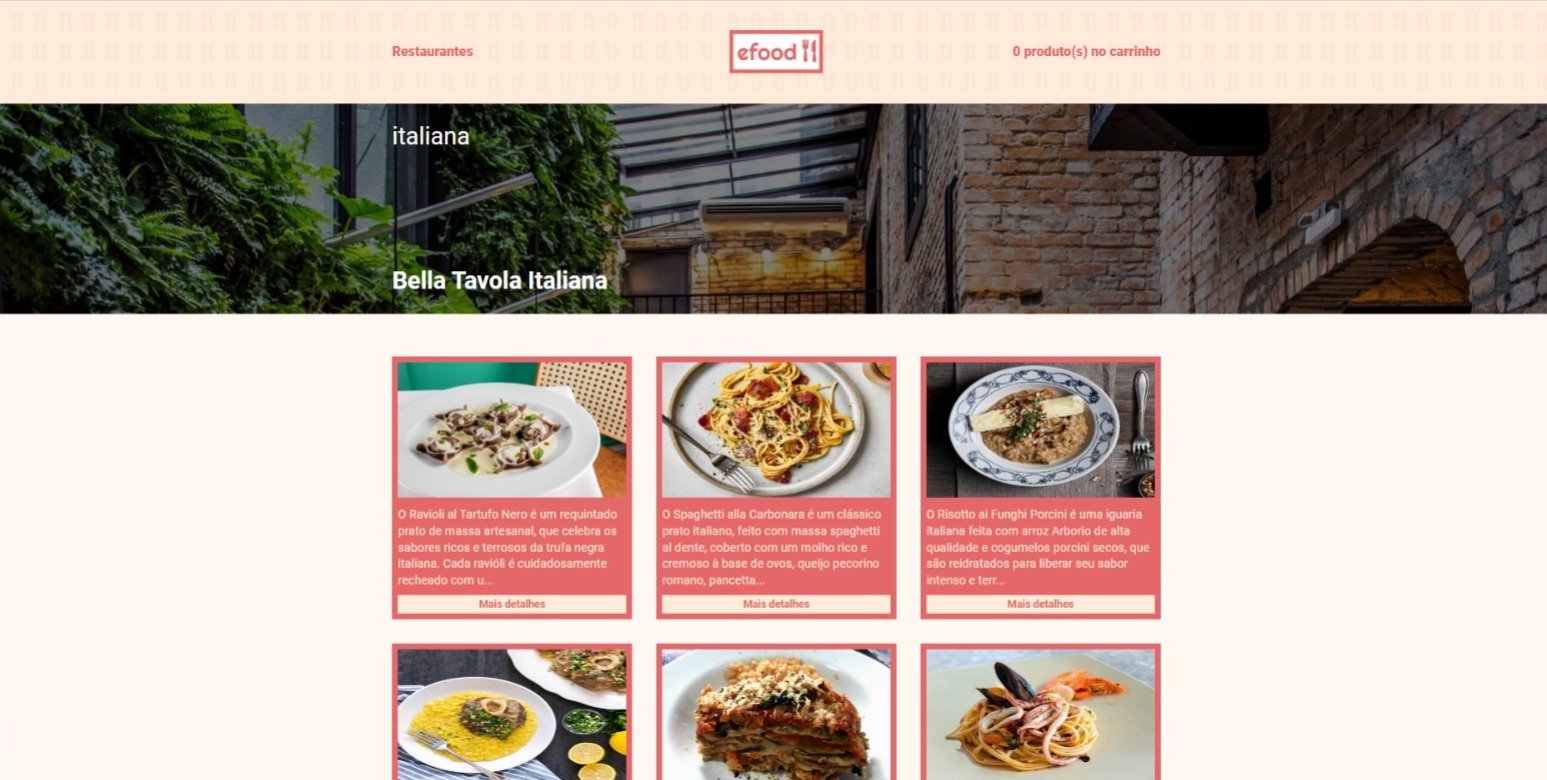 Restaurantes
efood
0 produto(s) no carrinho
italiana
Bella Tavola Italiana
O Ravioli al Tartufo Nero é um requintado
prato de massa artesanal, que celebra os
sabores ricos e terrosos da trufa negra
italiana. Cada ravióli é cuidadosamente
recheado com u...
Mais detalhes
O Spaghetti alla Carbonara é um clássico
prato italiano, feito com massa spaghetti
al dente, coberto com um molho rico e
cremoso à base de ovos, queijo pecorino
romano, pancetta...
Mais detalhes
O Risotto ai Funghi Porcini é uma iguaria
italiana feita com arroz Arborio de alta
qualidade e cogumelos porcini secos, que
são reidratados para liberar seu sabor
intenso e terr...
Mais detalhes